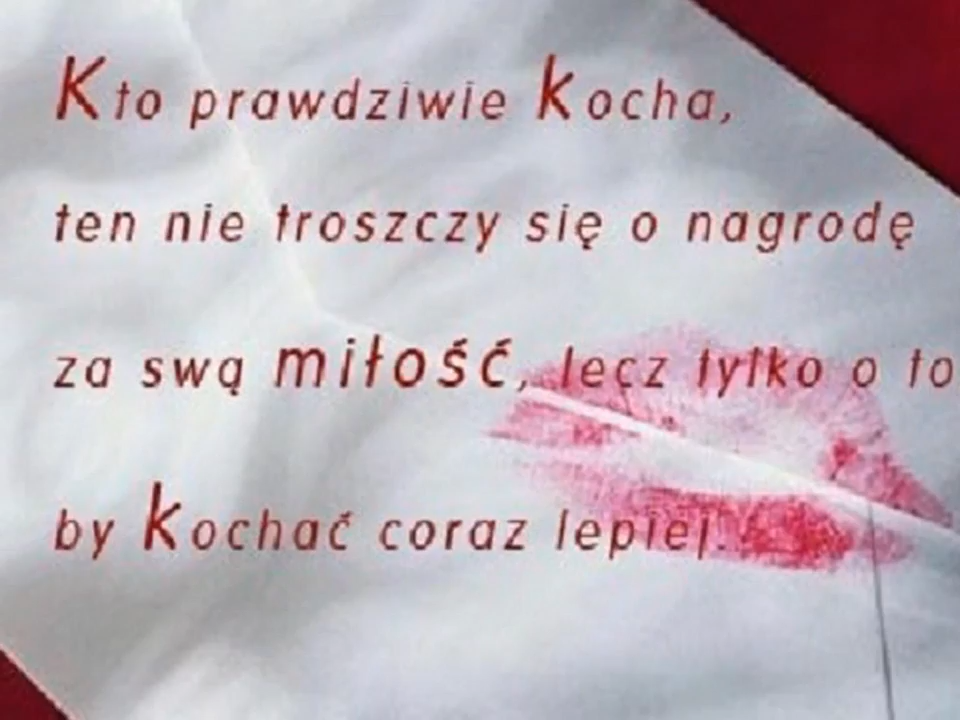 Kto prawdziwie kocha,
ten nie troszczy się o nagrodę
za swą miłość, lecz tylko o to
by kochać coraz lepiej.